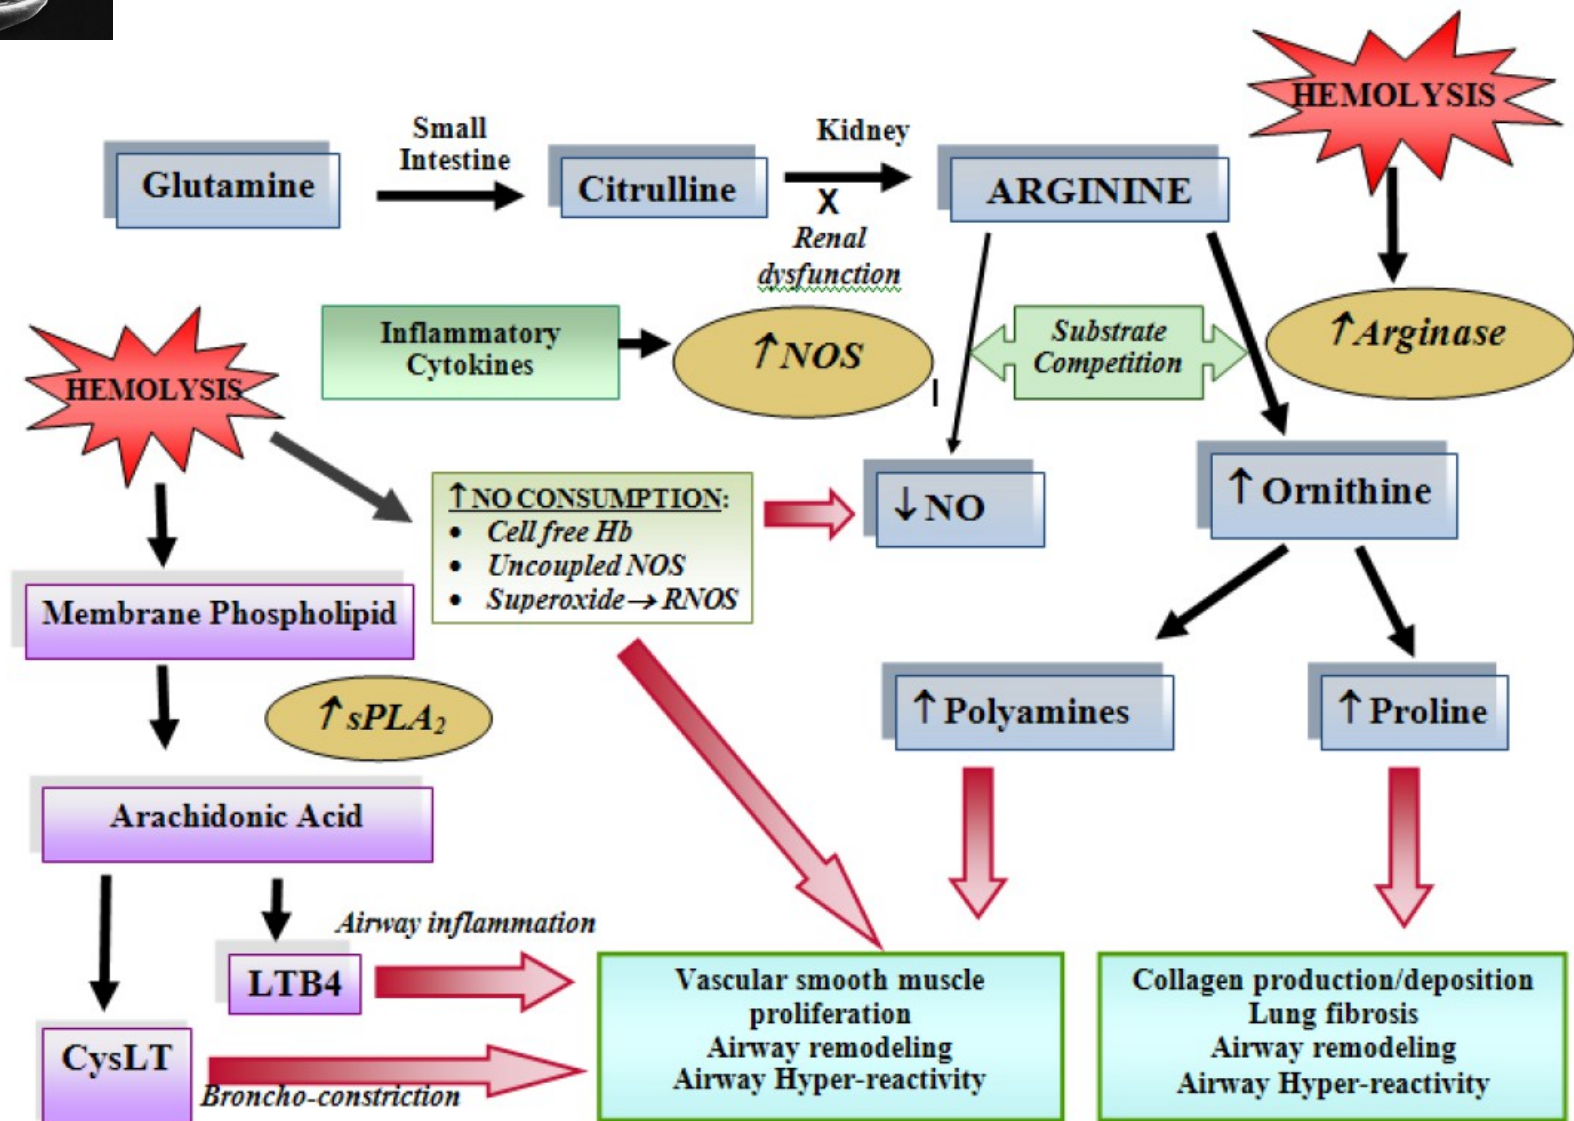 HEMOLYSIS
Small
Intestine
Kidney
Glutamine
Citrulline
ARGININE
X
Renal
dysfunction
Inflammatory
Cytokines
↑NOS
Substrate
Competition
↑Arginase
HEMOLYSIS
↑NO CONSUMPTION:
• Cell free Hb
• Uncoupled NOS
• Superoxide→ RNOS
↓NO
↑ Ornithine
Membrane Phospholipid
↑sPLA₂
↑Polyamines
↑Proline
Arachidonic Acid
Airway inflammation
LTB4
CysLT
Broncho-constriction
Vascular smooth muscle
proliferation
Airway remodeling
Airway Hyper-reactivity
Collagen production/deposition
Lung fibrosis
Airway remodeling
Airway Hyper-reactivity